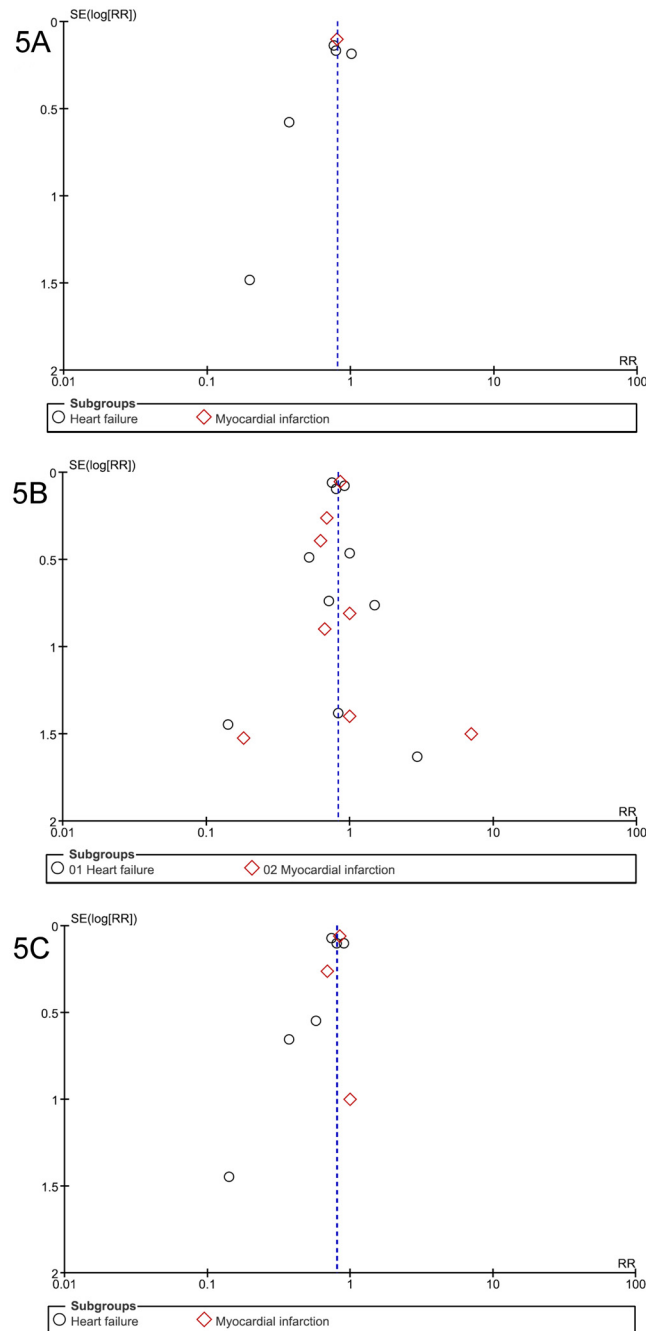 5A
SE(log[RR])
0
0.5
1
1.5
2
0.01 0.1 1 10 100
RR
Subgroups
Heart failure Myocardial infarction
5B
SE(log[RR])
0
0.5
1
1.5
2
0.01 0.1 1 10 100
RR
Subgroups
01 Heart failure 02 Myocardial infarction
5C
SE(log[RR])
0
0.5
1
1.5
2
0.01 0.1 1 10 100
RR
Subgroups
Heart failure Myocardial infarction